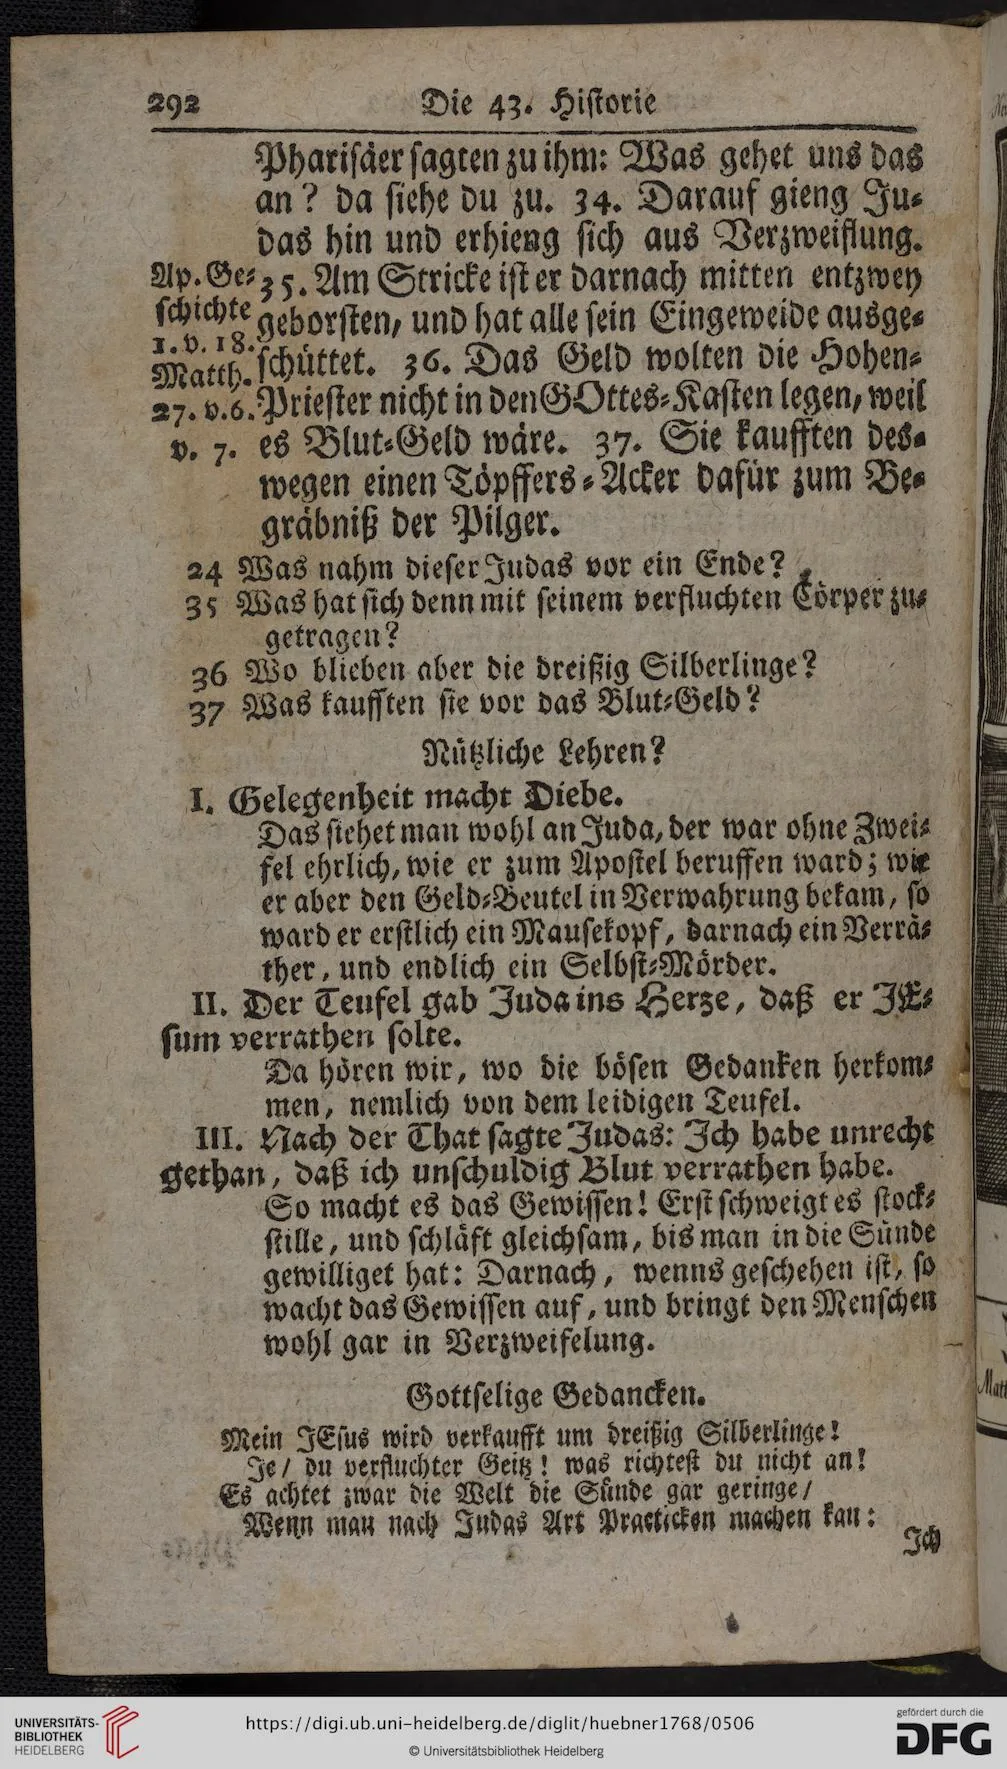 292 Die 43. Historie
Pharisäer sagten zu ihm: Was gehet uns das
an? da siehe du zu. 34. Darauf gieng Ju-
das hin und erhieng sich aus Verzweiflung.
Ap. Ge- 35. Am Stricke ist er darnach mitten entzwey
schichte geborsten, und hat alle sein Eingeweide ausge-
1. v. 18.
Matth. schüttet. 36. Das Geld wolten die Hohen-
27. v. 6. Priester nicht in den GOttes-Kasten legen, weil
v. 7. es Blut-Geld wäre. 37. Sie kaufften des-
wegen einen Töpffers-Acker dafür zum Be-
gräbniß der Pilger.
24 Was nahm dieser Judas vor ein Ende?
35 Was hat sich denn mit seinem verfluchten Cörper zu-
getragen?
36 Wo blieben aber die dreißig Silberlinge?
37 Was kaufften sie vor das Blut-Geld?
Nützliche Lehren?
I. Gelegenheit macht Diebe.
Das siehet man wohl an Juda, der war ohne Zwei-
fel ehrlich, wie er zum Apostel beruffen ward; wie
er aber den Geld-Beutel in Verwahrung bekam, so
ward er erstlich ein Mausekopf, darnach ein Verrä-
ther, und endlich ein Selbst-Mörder.
II. Der Teufel gab Juda ins Herze, daß er JE-
sum verrathen solte.
Da hören wir, wo die bösen Gedanken herkom-
men, nemlich von dem leidigen Teufel.
III. Nach der That sagte Judas: Ich habe unrecht
gethan, daß ich unschuldig Blut verrathen habe.
So macht es das Gewissen! Erst schweigt es stock-
stille, und schläft gleichsam, bis man in die Sünde
gewilliget hat: Darnach, wenns geschehen ist, so
wacht das Gewissen auf, und bringt den Menschen
wohl gar in Verzweifelung.
Gottselige Gedancken.
Mein JEsus wird verkaufft um dreißig Silberlinge!
Je/ du verfluchter Geitz! was richtest du nicht an!
Es achtet zwar die Welt die Sünde gar geringe/
Wenn man nach Judas Art Practicken machen kan:
Ich
UNIVERSITÄTS-
BIBLIOTHEK
HEIDELBERG
https://digi.ub.uni-heidelberg.de/diglit/huebner1768/0506
© Universitätsbibliothek Heidelberg
gefördert durch die
DFG